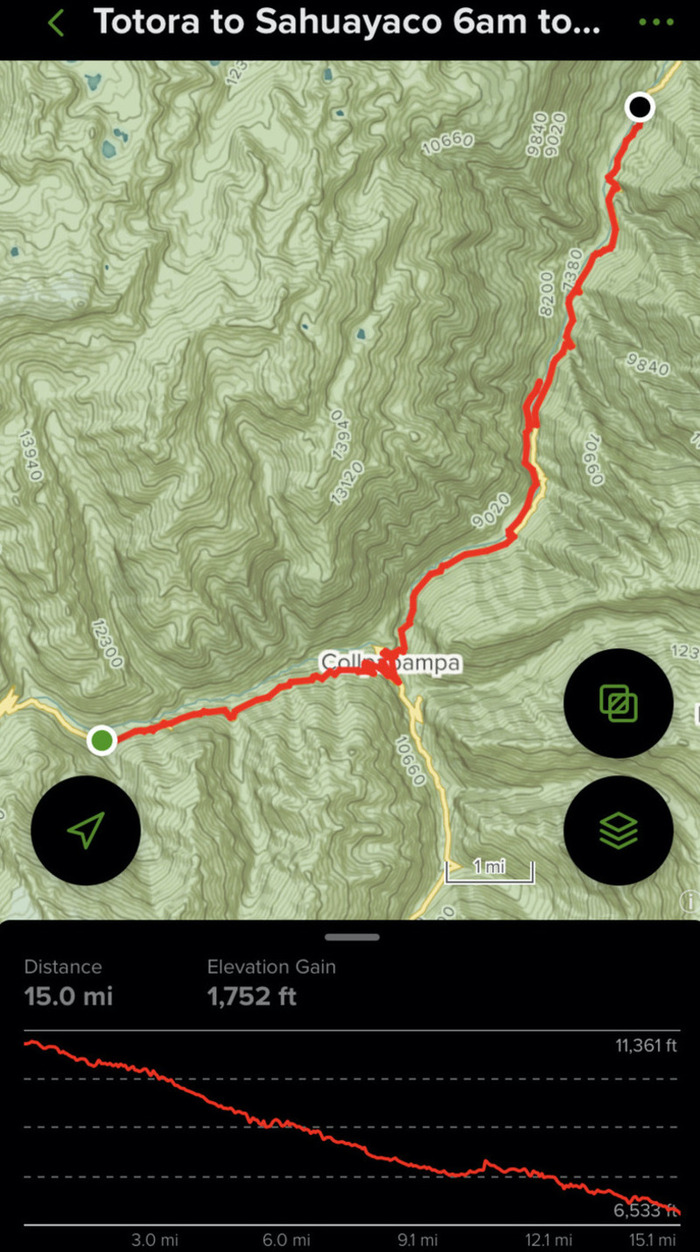 Totora to Sahuayaco 6am to...
10660
9840
9020
7380
8200
9840
13940
13940
13120
10660
9020
12300
10660
1 mi
Distance
Elevation Gain
15.0 mi
1,752 ft
11,361 ft
6,533 ft
3.0 mi
6.0 mi
9.1 mi
12.1 mi
15.1 mi